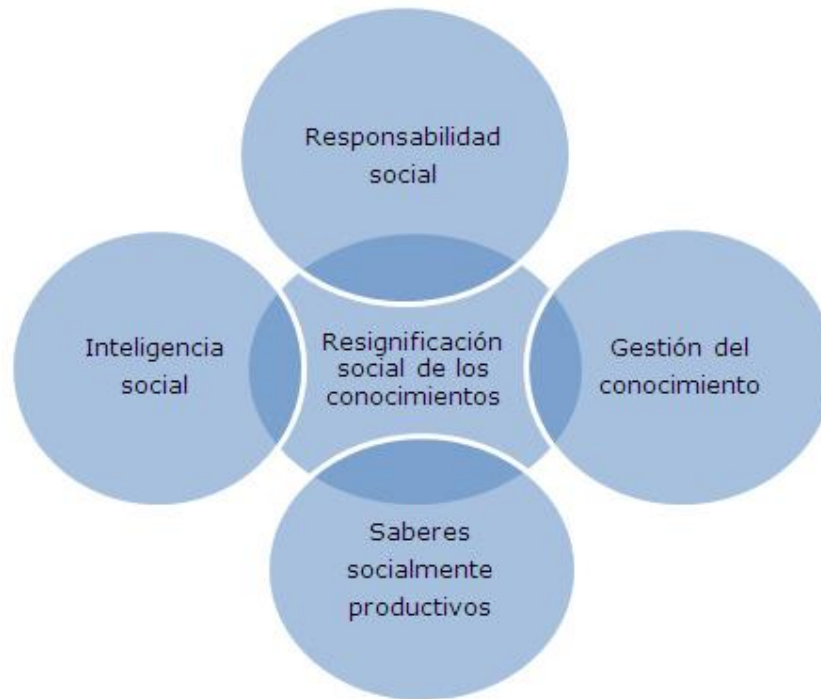 Responsabilidad
social
Inteligencia
social
Resignificación
social de los
conocimientos
Gestión del
conocimiento
Saberes
socialmente
productivos